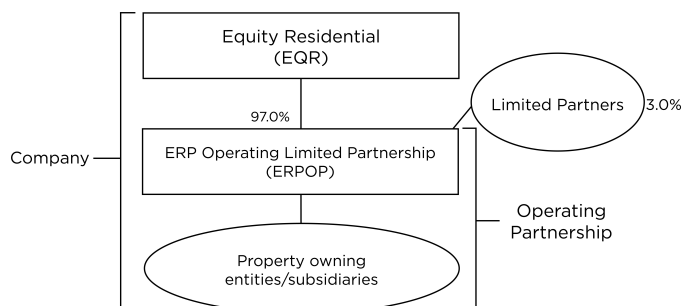 Equity Residential
(EQR)
97.0%
Limited Partners
3.0%
Company
ERP Operating Limited Partnership
(ERPOP)
Operating
Partnership
Property owning
entities/subsidiaries